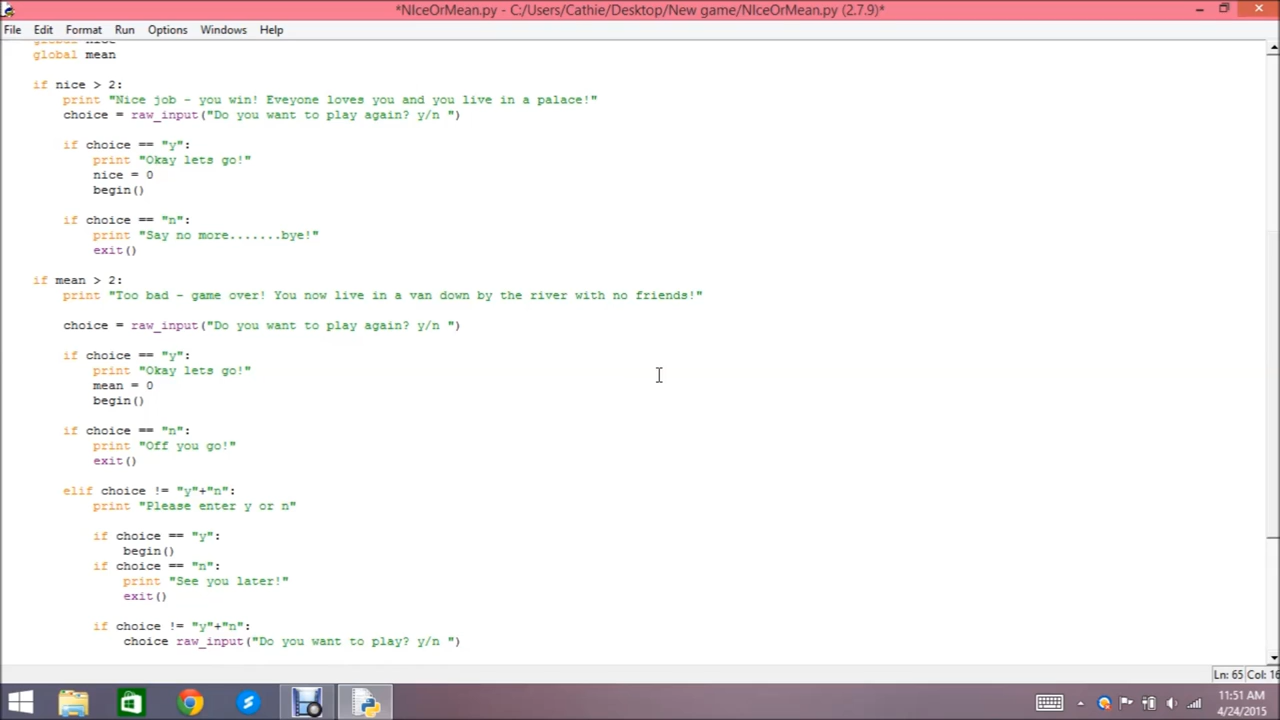 *NIceOrMean.py - C:/Users/Cathie/Desktop/New game/NIceOrMean.py (2.7.9)*
File Edit Format Run Options Windows Help
global nice
global mean
if nice > 2:
print "Nice job - you win! Eveyone loves you and you live in a palace!"
choice = raw_input("Do you want to play again? y/n ")
if choice == "y":
print "Okay lets go!"
nice = 0
begin()
if choice == "n":
print "Say no more.......bye!"
exit()
if mean > 2:
print "Too bad - game over! You now live in a van down by the river with no friends!"
choice = raw_input("Do you want to play again? y/n ")
if choice == "y":
print "Okay lets go!"
mean = 0
begin()
if choice == "n":
print "Off you go!"
exit()
elif choice != "y"+"n":
print "Please enter y or n"
if choice == "y":
begin()
if choice == "n":
print "See you later!"
exit()
if choice != "y"+"n":
choice raw_input("Do you want to play? y/n ")
Ln: 65 Col: 16
11:51 AM
4/24/2015